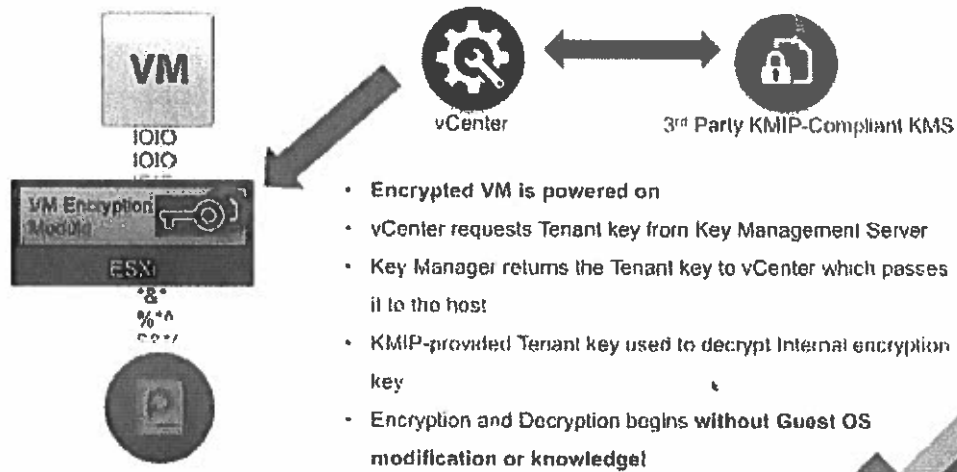 VM
IOIO
IOIO
vCenter
3rd Party KMIP-Compliant KMS
VM Encryption
Module
ESXi
*&*
%*^
• Encrypted VM is powered on
• vCenter requests Tenant key from Key Management Server
• Key Manager returns the Tenant key to vCenter which passes
it to the host
• KMIP-provided Tenant key used to decrypt Internal encryption
key
• Encryption and Decryption begins without Guest OS
modification or knowledge!